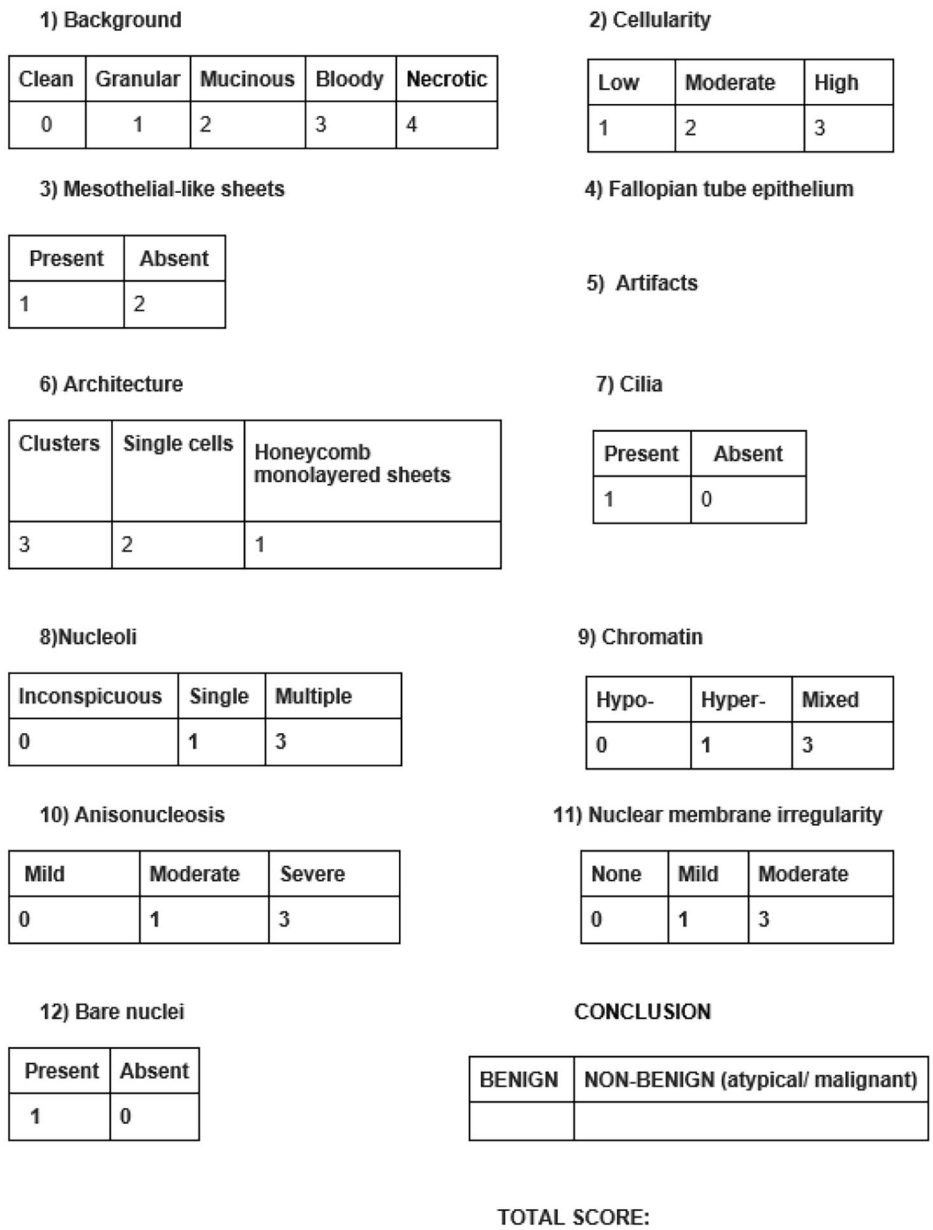 1) Background
2) Cellularity
Clean Granular Mucinous Bloody Necrotic
0 1 2 3 4
Low Moderate High
1 2 3
3) Mesothelial-like sheets
4) Fallopian tube epithelium
Present Absent
1 2
5) Artifacts
6) Architecture
7) Cilia
Clusters Single cells Honeycomb
monolayered sheets
3 2 1
Present Absent
1 0
8)Nucleoli
9) Chromatin
Inconspicuous Single Multiple
0 1 3
Hypo- Hyper- Mixed
0 1 3
10) Anisonucleosis
11) Nuclear membrane irregularity
Mild Moderate Severe
0 1 3
None Mild Moderate
0 1 3
12) Bare nuclei
CONCLUSION
Present Absent
1 0
BENIGN NON-BENIGN (atypical/ malignant)
TOTAL SCORE: